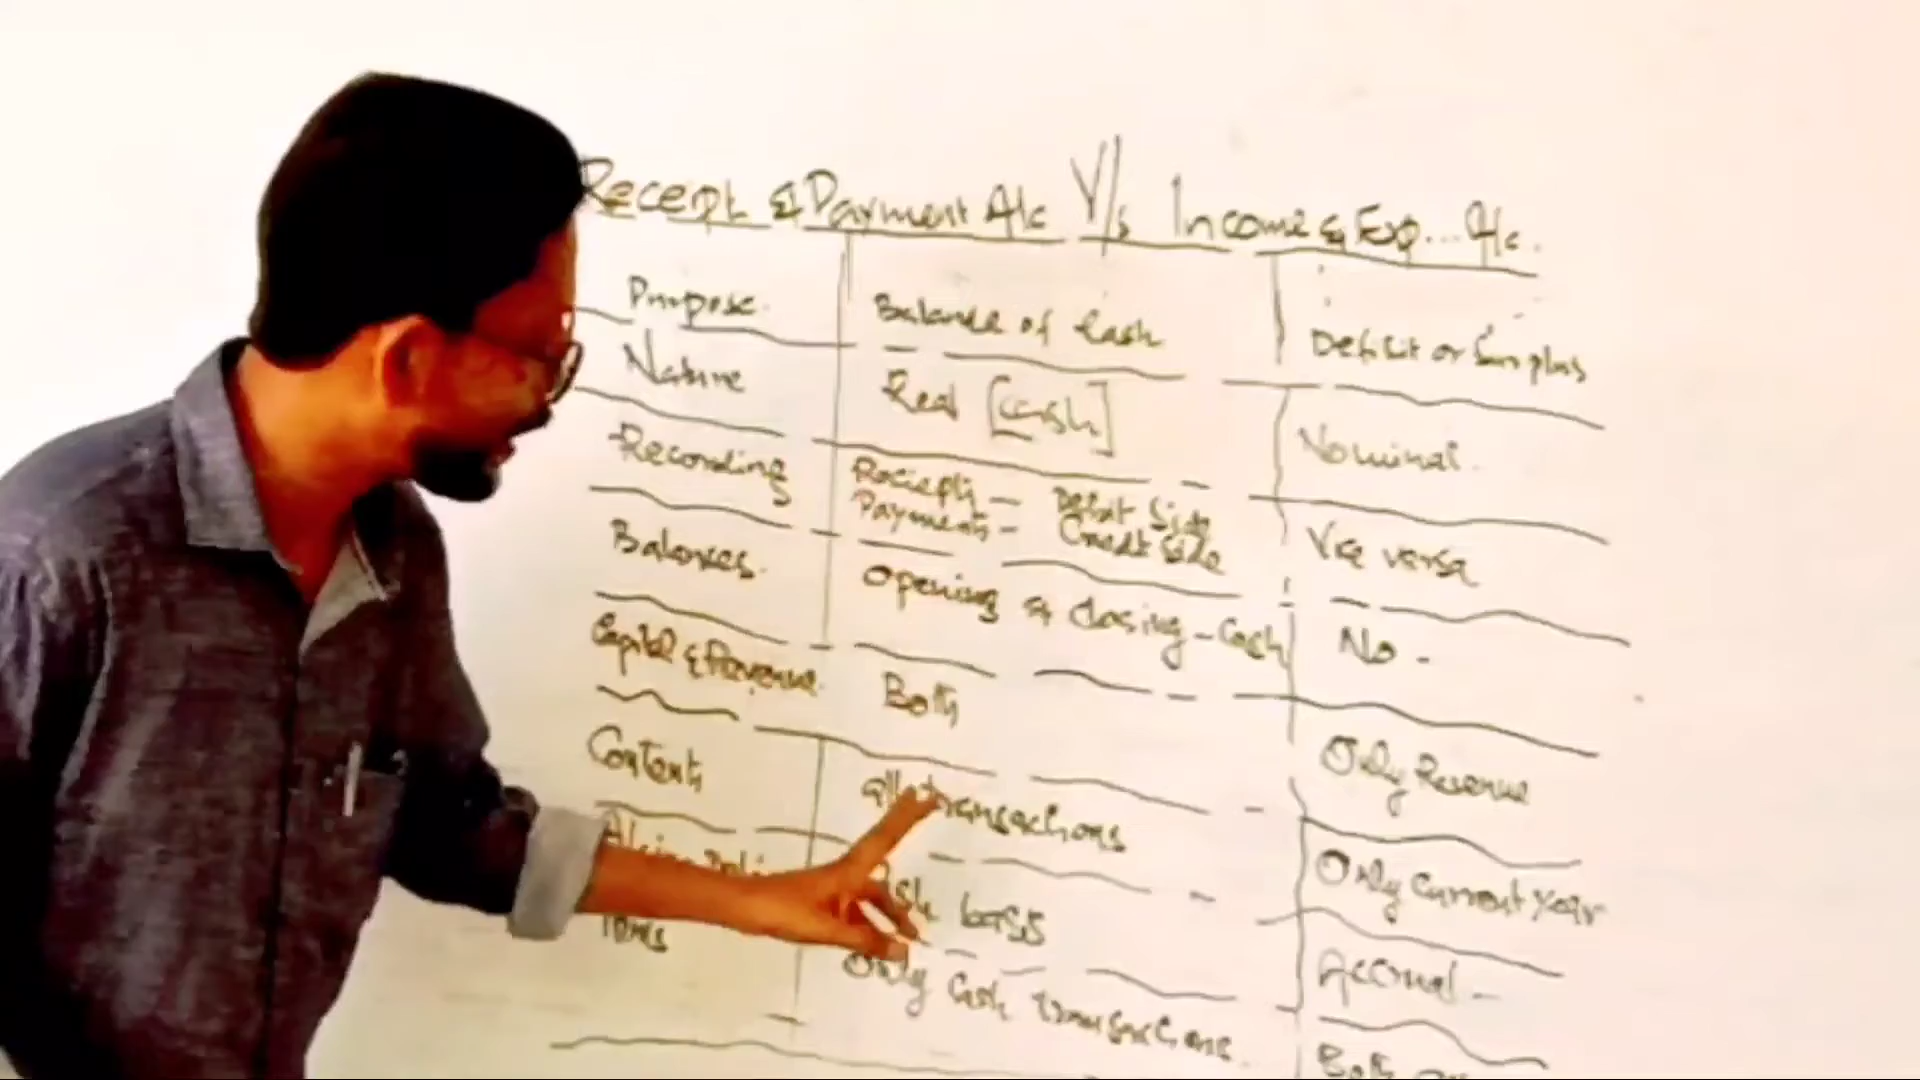 Receipt & Payment A/c V/s Income & Exp... A/c.
Purpose. Balance of Cash Deficit or Surplus
Nature Real [Cash] Nominal.
Recording Reciepts – Debit Side Vice versa
Payments – Credit Side
Balances. Opening & Closing – Cash No -
Capital & Revenue. Both Only Revenue
Contents all transactions Only Current Year
basis Accrual -
Items Only Cash transactions. Both